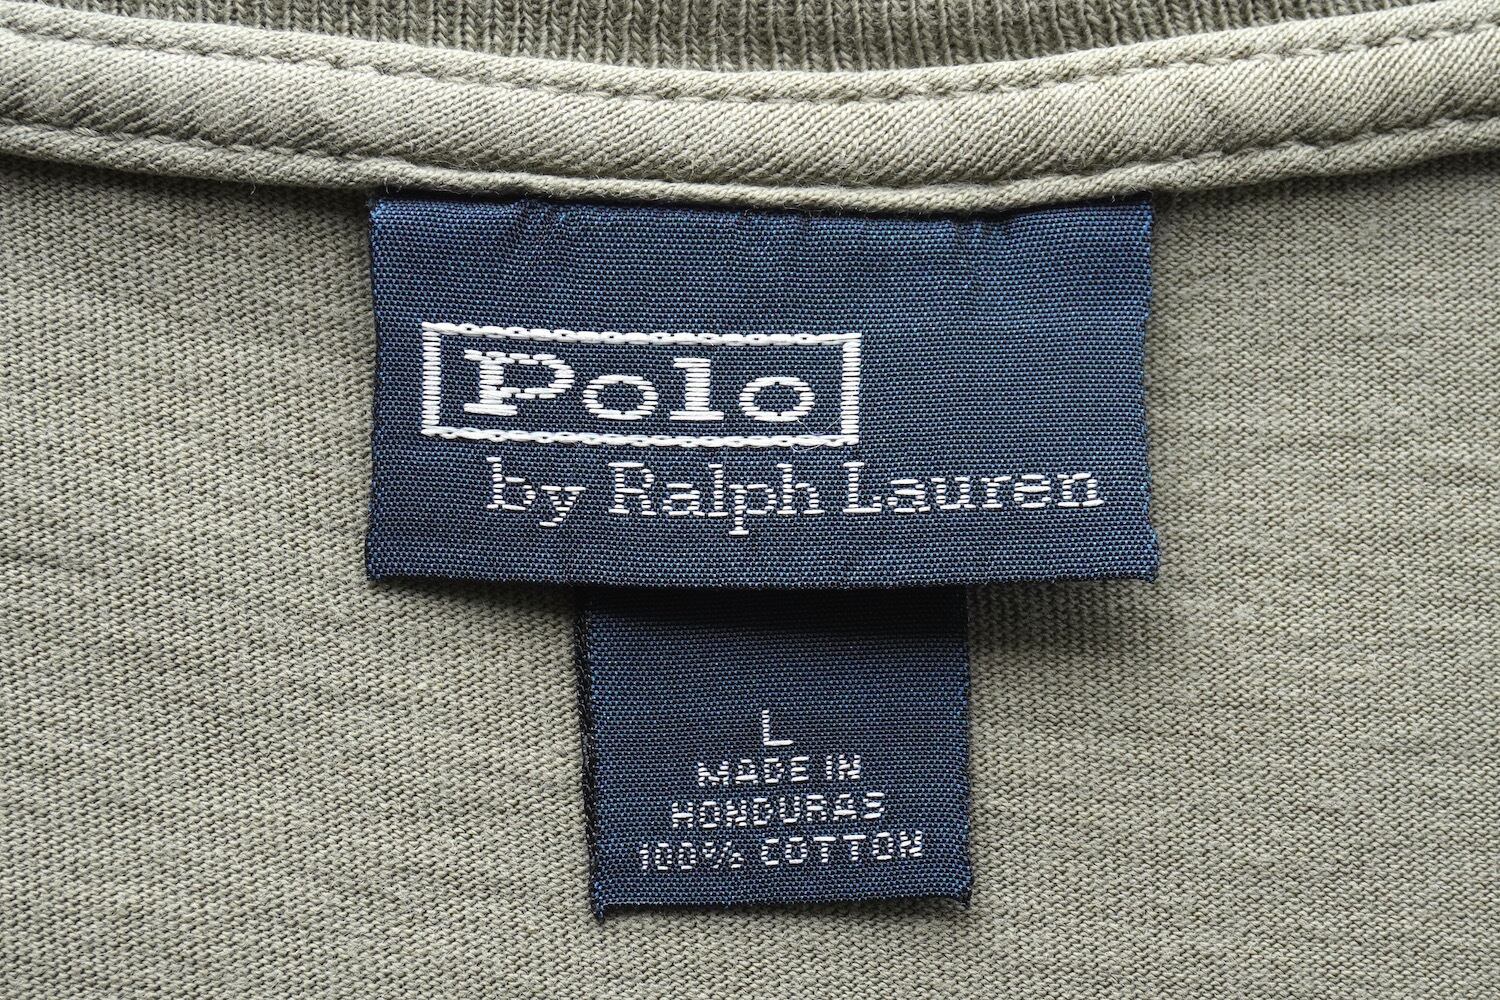 Polo
by Ralph Lauren
L
MADE IN
HONDURAS
100% COTTON